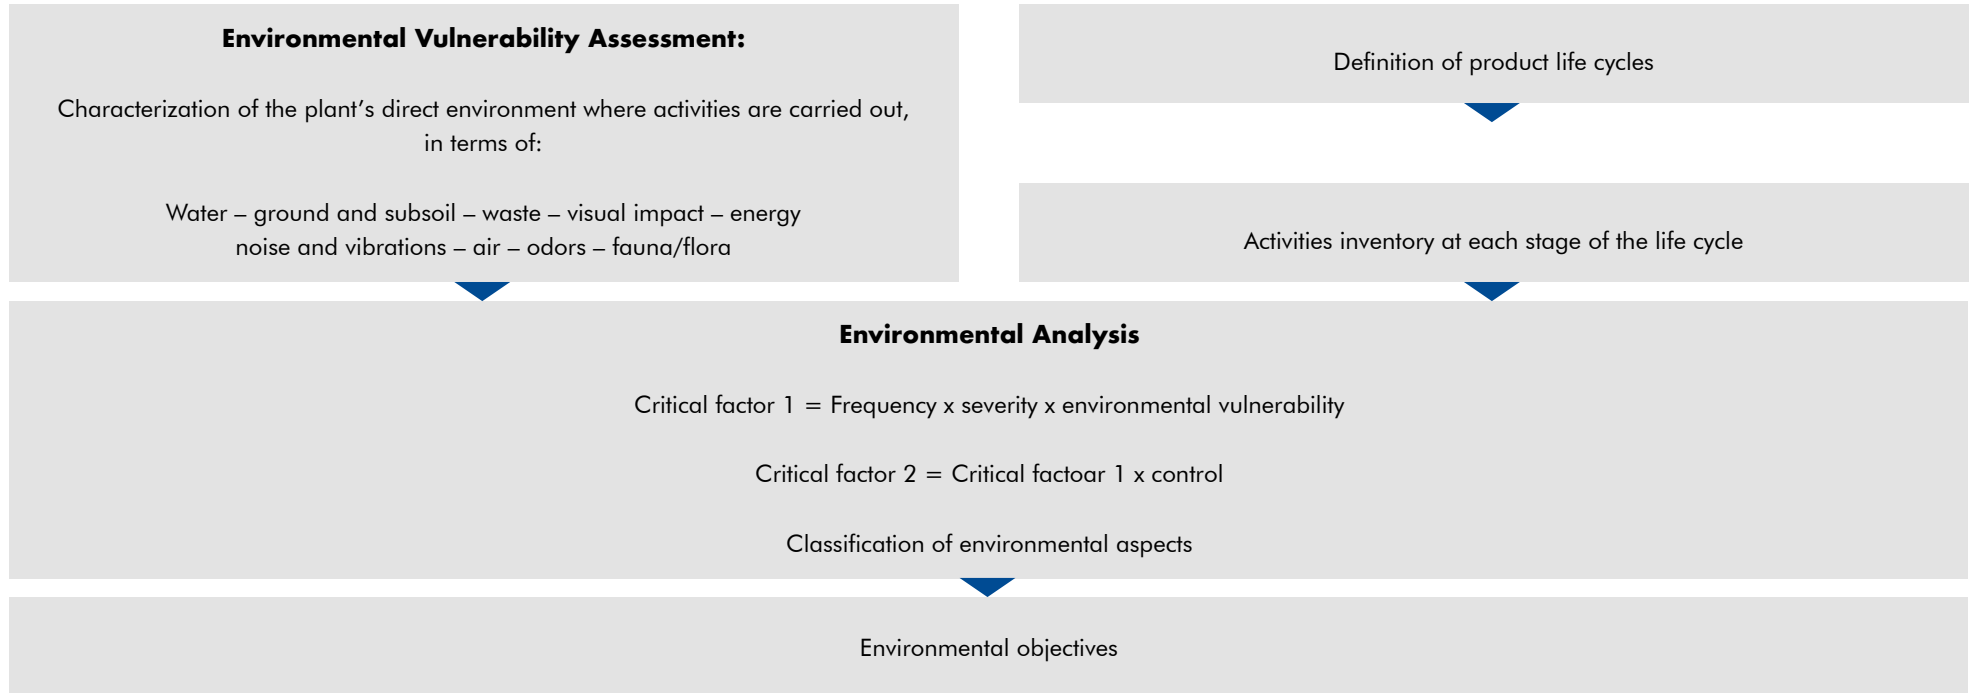 Environmental Vulnerability Assessment:
Characterization of the plant’s direct environment where activities are carried out,
in terms of:
Water – ground and subsoil – waste – visual impact – energy
noise and vibrations – air – odors – fauna/flora
Definition of product life cycles
Activities inventory at each stage of the life cycle
Environmental Analysis
Critical factor 1 = Frequency x severity x environmental vulnerability
Critical factor 2 = Critical factoar 1 x control
Classification of environmental aspects
Environmental objectives